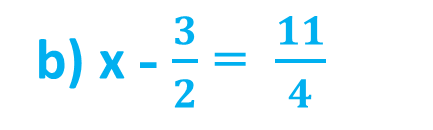 b) x - 3/2 = 11/4